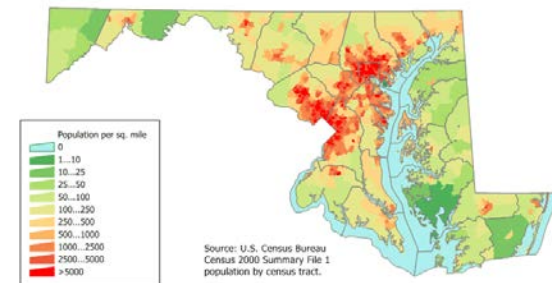 Population per sq. mile
0
1...10
10...25
25...50
50...100
100...250
250...500
500...1000
1000...2500
2500...5000
>5000
Source: U.S. Census Bureau
Census 2000 Summary File 1
population by census tract.